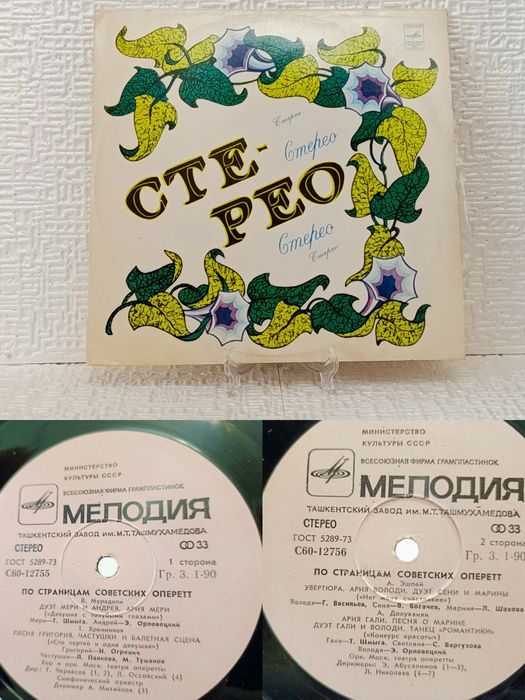 Стерео
Стерео
СТЕ-
РЕО
Стерео
Стерео
МИНИСТЕРСТВО
КУЛЬТУРЫ СССР
ВСЕСОЮЗНАЯ ФИРМА ГРАМПЛАСТИНОК
МЕЛОДИЯ
ТАШКЕНТСКИЙ ЗАВОД ИМ. М.Т. ТАШМУХАМЕДОВА
СТЕРЕО
33
ГОСТ 5289-73
1 сторона
С60-12755
Гр. 3. 1-90
ПО СТРАНИЦАМ СОВЕТСКИХ ОПЕРЕТТ
В. Мурадели
ДУЭТ МЕРИ И АНДРЕЯ, АРИЯ МЕРИ
(«Девушка с голубыми глазами»)
Мери—Т. Шмыга, Андрей—Э. Орловецкий
Т. Хренников
ПЕСНЯ ГРИГОРИЯ, ЧАСТУШКИ И БАЛЕТНАЯ СЦЕНА
(«Сто чертей и одна девушка»)
Григорий—Н. Огренич
Частушки—Л. Панкова, М. Туманов
Хор и орк. Моск. театра оперетты
Дир.: Г. Черкасов (1, 2), Л. Оссовский (4)
Симфонический оркестр
Дирижер А. Михайлов (3)
МИНИСТЕРСТВО
КУЛЬТУРЫ СССР
ВСЕСОЮЗНАЯ ФИРМА ГРАМПЛАСТИНОК
МЕЛОДИЯ
ТАШКЕНТСКИЙ ЗАВОД ИМ. М.Т. ТАШМУХАМЕДОВА
СТЕРЕО
33
ГОСТ 5289-73
2 сторона
С60-12756
Гр. 3. 1-90
ПО СТРАНИЦАМ СОВЕТСКИХ ОПЕРЕТТ
А. Эшпай
УВЕРТЮРА, АРИЯ ВОЛОДИ, ДУЭТ СЕНИ И МАРИНЫ
(«Нет меня счастливее»)
Володя—Г. Васильев, Сеня—В. Богачев, Марина—Л. Шахова
А. Долуханян
АРИЯ ГАЛИ, ПЕСНЯ О МАРИНЕ
ДУЭТ ГАЛИ И ВОЛОДИ, ТАНЕЦ «РОМАНТИКИ»
(«Конкурс красоты»)
Галя—Т. Шмыга, Светлана—С. Варгузова
Володя—Э. Орловецкий
Орк. Моск. театра оперетты
Дирижеры: Э. Абусалимов (1—3),
Л. Николаев (4—7)